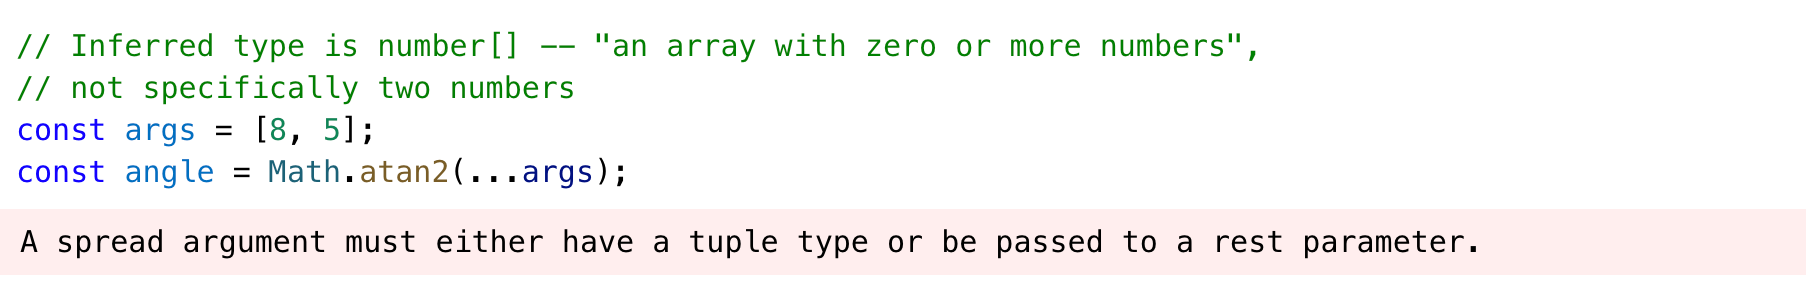 // Inferred type is number[] -- "an array with zero or more numbers",
// not specifically two numbers
const args = [8, 5];
const angle = Math.atan2(...args);
A spread argument must either have a tuple type or be passed to a rest parameter.